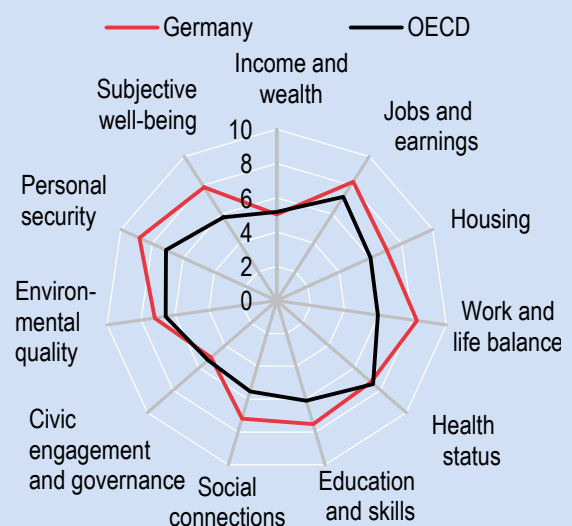 Germany
OECD
Income and
wealth
Jobs and
earnings
Housing
Work and
life balance
Health
status
Education
and skills
Social
connections
Civic
engagement
and governance
Environ-
mental
quality
Personal
security
Subjective
well-being
10
8
6
4
2
0